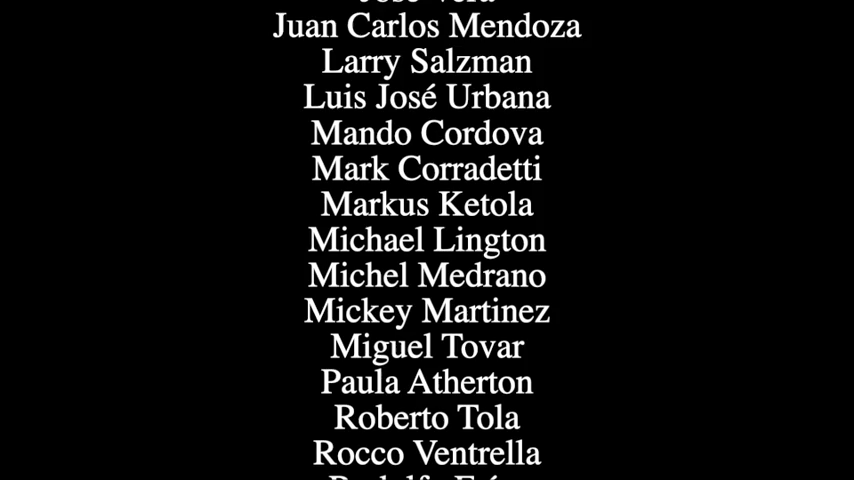 Juan Carlos Mendoza
Larry Salzman
Luis José Urbana
Mando Cordova
Mark Corradetti
Markus Ketola
Michael Lington
Michel Medrano
Mickey Martinez
Miguel Tovar
Paula Atherton
Roberto Tola
Rocco Ventrella